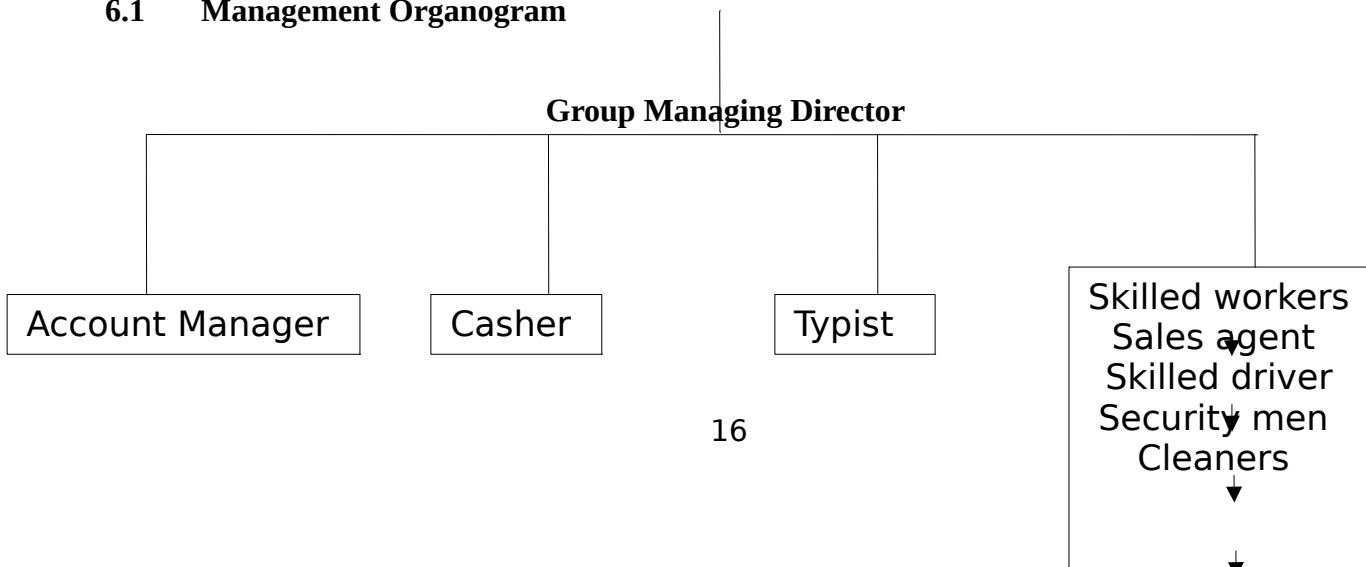 6.1 Management Organogram
Group Managing Director
Account Manager
Casher
Typist
Skilled workers
Sales agent
Skilled driver
Security men
Cleaners
16